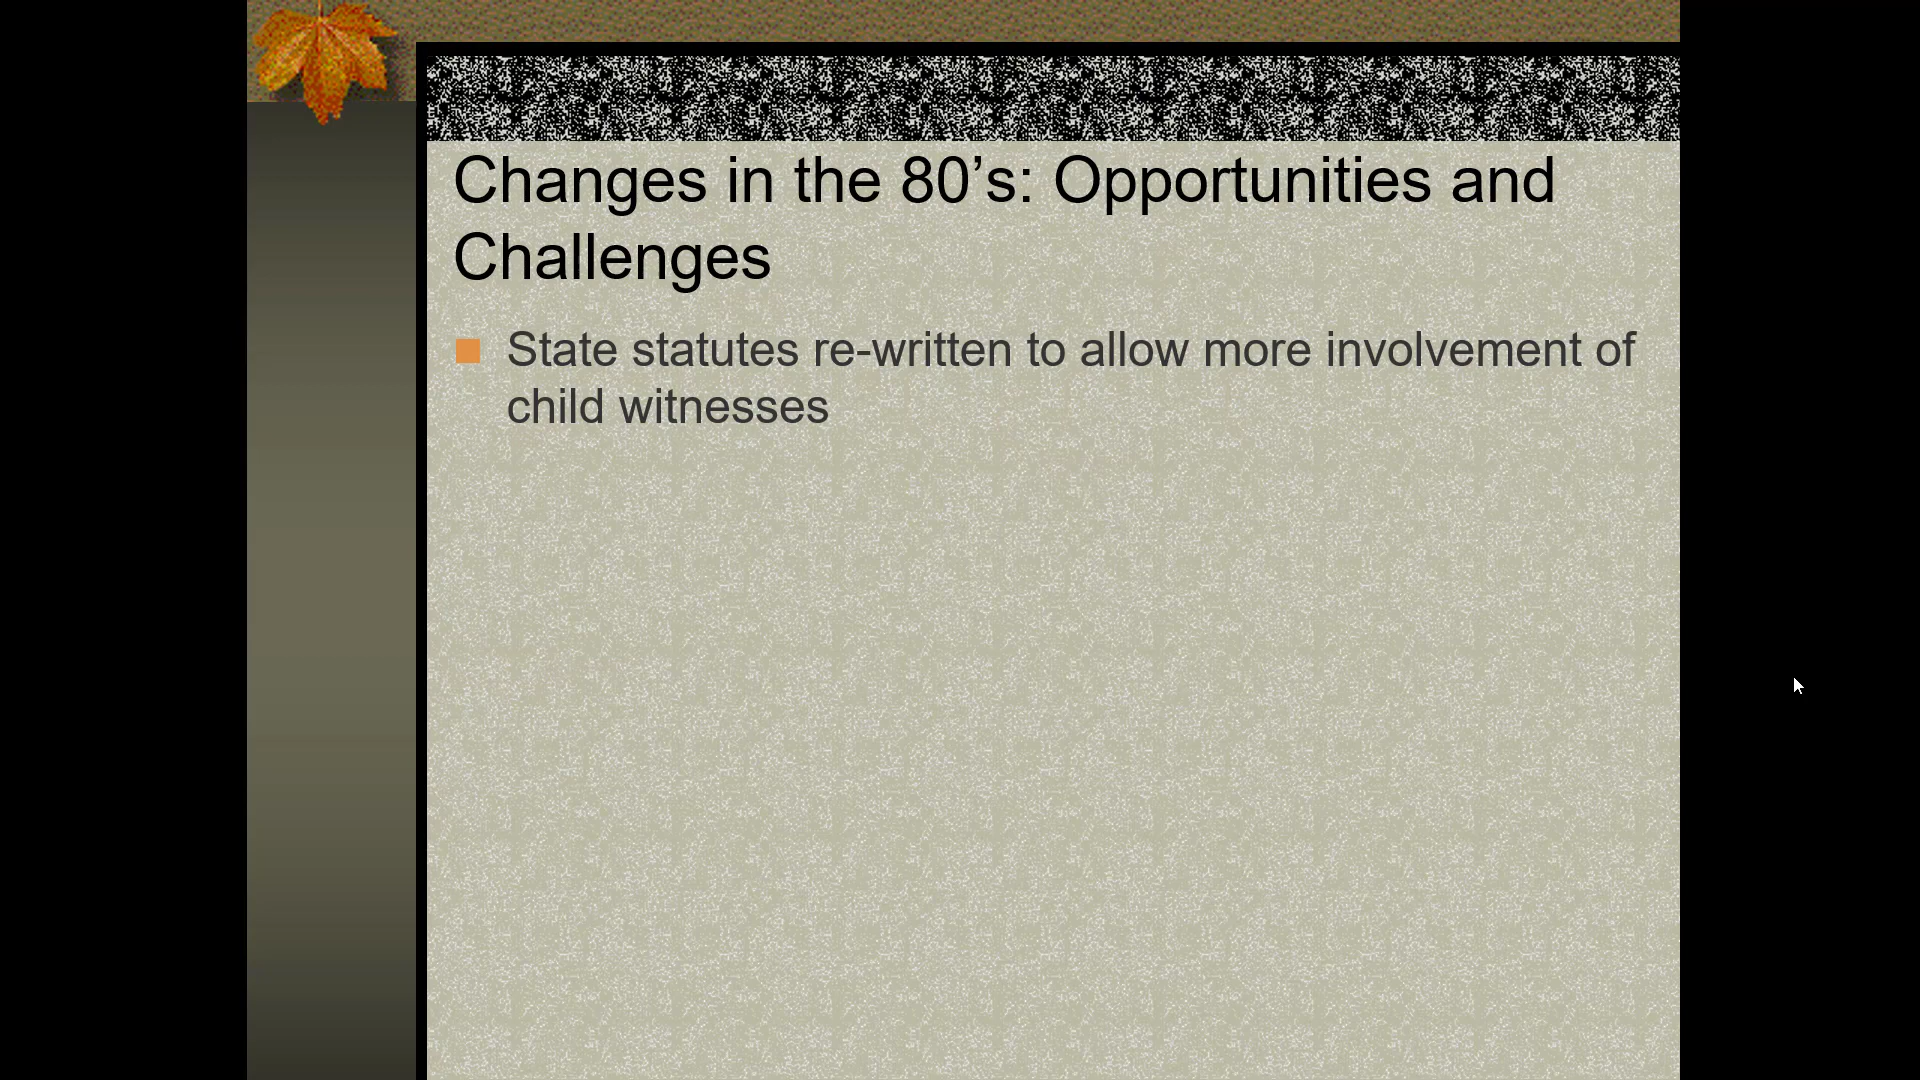 Changes in the 80’s: Opportunities and
Challenges
State statutes re-written to allow more involvement of
child witnesses